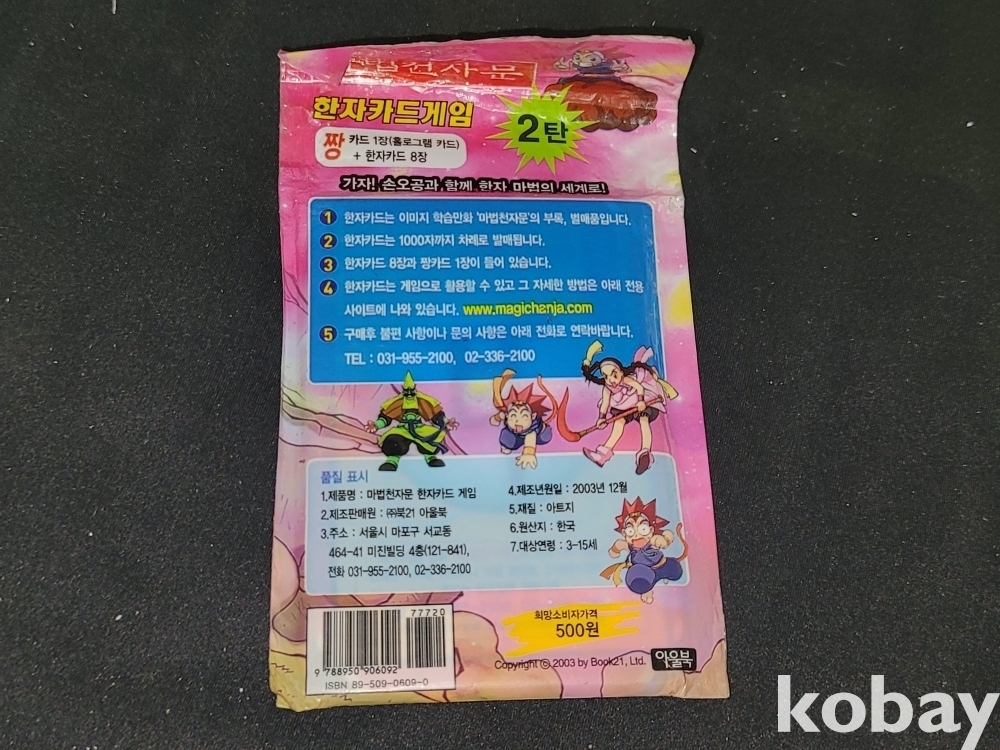 마법천자문
한자카드게임
2탄
짱 카드 1장(홀로그램 카드)
+ 한자카드 8장
가자! 손오공과 함께 한자 마법의 세계로!
1 한자카드는 이미지 학습만화 '마법천자문'의 부록, 별매품입니다.
2 한자카드는 1000자까지 차례로 발매됩니다.
3 한자카드 8장과 짱카드 1장이 들어 있습니다.
4 한자카드는 게임으로 활용할 수 있고 그 자세한 방법은 아래 전용
사이트에 나와 있습니다. www.magichanja.com
5 구매후 불편 사항이나 문의 사항은 아래 전화로 연락바랍니다.
TEL : 031-955-2100, 02-336-2100
품질 표시
1.제품명 : 마법천자문 한자카드 게임
2.제조판매원 : ㈜북21 아울북
3.주소 : 서울시 마포구 서교동
464-41 미진빌딩 4층(121-841),
전화 031-955-2100, 02-336-2100
4.제조년원일 : 2003년 12월
5.재질 : 아트지
6.원산지 : 한국
7.대상연령 : 3-15세
77720
9 788950 906092
ISBN 89-509-0609-0
희망소비자가격
500원
Copyright ⓒ 2003 by Book21, Ltd.
아울북
kobay